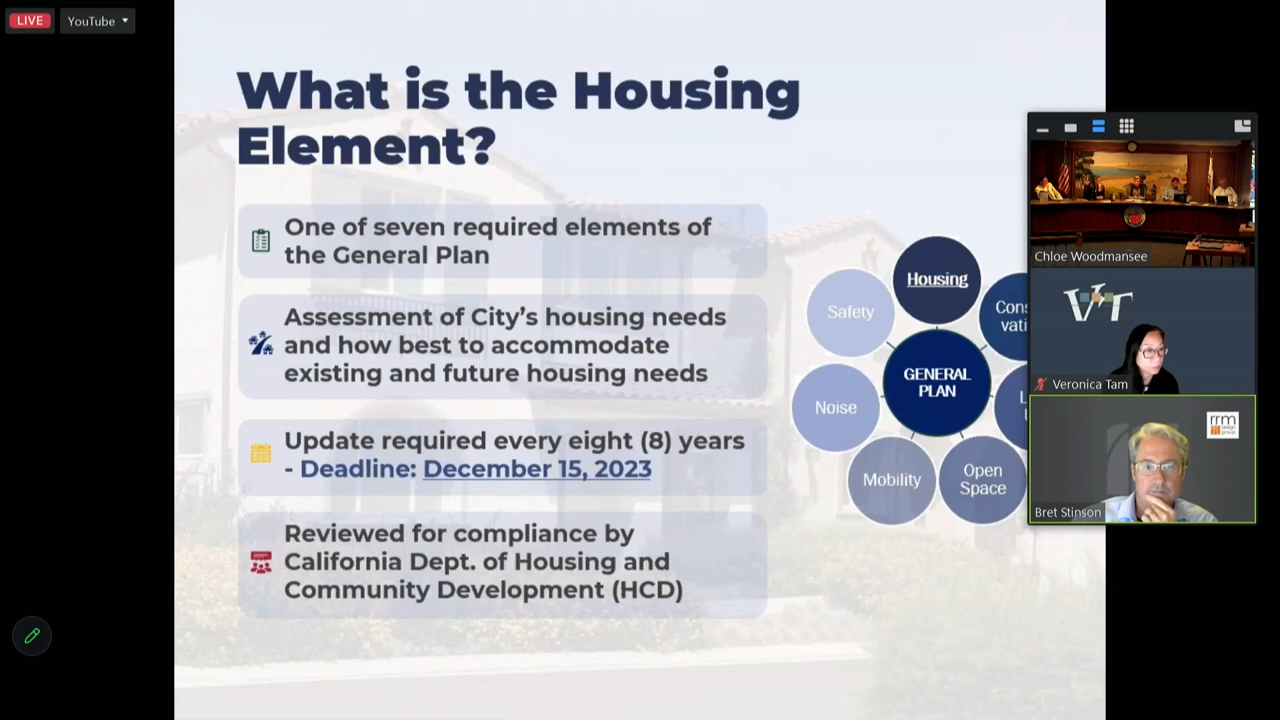 LIVE
YouTube
What is the Housing
Element?
One of seven required elements of
the General Plan
Assessment of City's housing needs
and how best to accommodate
existing and future housing needs
Update required every eight (8) years
- Deadline: December 15, 2023
Reviewed for compliance by
California Dept. of Housing and
Community Development (HCD)
Housing
Safety
Cons
vati
GENERAL
PLAN
Noise
L
Mobility
Open
Space
Chloe Woodmansee
VT
Veronica Tam
rrm
design
group
Bret Stinson